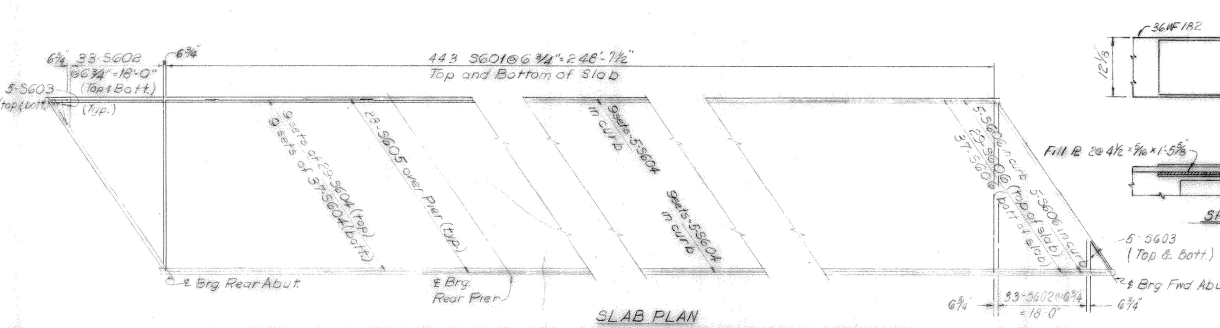 6¾" 33-S602
@6¾"=18'-0"
(Top & Bott.)
(Typ.)
6¾"
5-S603
(top & bott.)
443 S601@6¾"=248'-7½"
Top and Bottom of Slab
9 sets of 29-S604 (top)
9 sets of 37-S604 (bott.)
29-S605 over Pier (typ.)
9 sets-5-S604
in curb
9 sets-5-S604
in curb
5-S606 in curb
29-S606 (top of slab)
37-S606 (bott of slab)
5-S606 in curb
36WF182
12⅛
Fill ℙ 2@4½ × 5/16 × 1'-5⅝"
5-S603
(Top & Bott.)
℄ Brg Rear Abut.
℄ Brg.
Rear Pier
℄ Brg Fwd Abu
6¾"
33-S602@6¾
=18'-0"
6¾"
SLAB PLAN